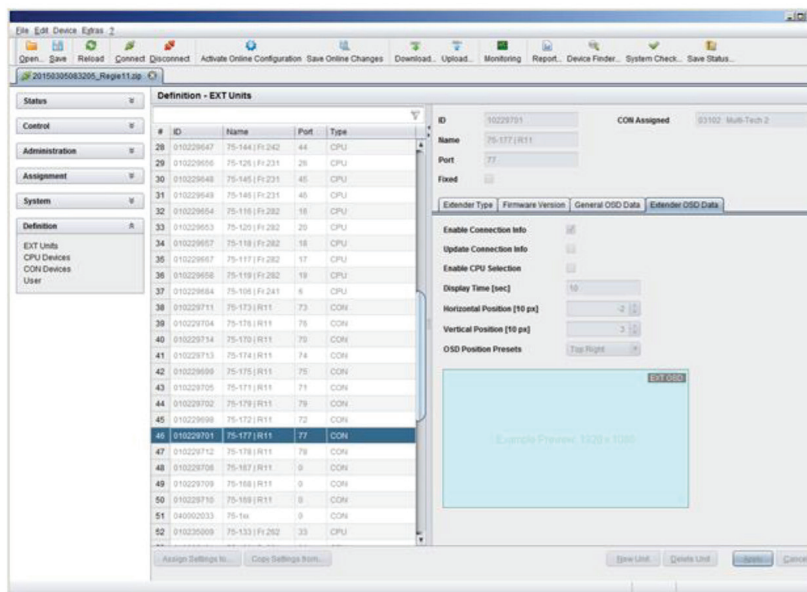 File Edit Device Extras ?
Open... Save Reload Connect Disconnect Activate Online Configuration Save Online Changes Download... Upload... Monitoring Report... Device Finder... System Check... Save Status...
20150305083205_Regie11.zip
Status
Control
Administration
Assignment
System
Definition
EXT Units
CPU Devices
CON Devices
User
Definition - EXT Units
# ID Name Port Type
28 010229647 75-144 | Fr.242 44 CPU
29 010229656 75-126 | Fr.231 26 CPU
30 010229648 75-145 | Fr.231 45 CPU
31 010229649 75-146 | Fr.231 46 CPU
32 010229654 75-116 | Fr.282 16 CPU
33 010229653 75-120 | Fr.282 20 CPU
34 010229657 75-118 | Fr.282 18 CPU
35 010229667 75-117 | Fr.282 17 CPU
36 010229658 75-119 | Fr.282 19 CPU
37 010229684 75-106 | Fr.241 6 CPU
38 010229711 75-173 | R11 73 CON
39 010229704 75-176 | R11 76 CON
40 010229714 75-170 | R11 70 CON
41 010229713 75-174 | R11 74 CON
42 010229699 75-175 | R11 75 CON
43 010229705 75-171 | R11 71 CON
44 010229702 75-179 | R11 79 CON
45 010229698 75-172 | R11 72 CON
46 010229701 75-177 | R11 77 CON
47 010229712 75-178 | R11 78 CON
48 010229708 75-167 | R11 0 CON
49 010229709 75-168 | R11 0 CON
50 010229710 75-169 | R11 0 CON
51 040002033 0 CON
52 010235009 75-133 | Fr.262 33 CPU
Assign Settings to... Copy Settings from...
ID 10229701 CON Assigned 03102 Multi-Tech 2
Name 75-177 | R11
Port 77
Fixed
Extender Type Firmware Version General OSD Data Extender OSD Data
Enable Connection Info
Update Connection Info
Enable CPU Selection
Display Time [sec] 10
Horizontal Position [10 px] -2
Vertical Position [10 px] 3
OSD Position Presets Top Right
EXT OSD
Example Preview, 1920 x 1080
New Unit Delete Unit Apply Cancel